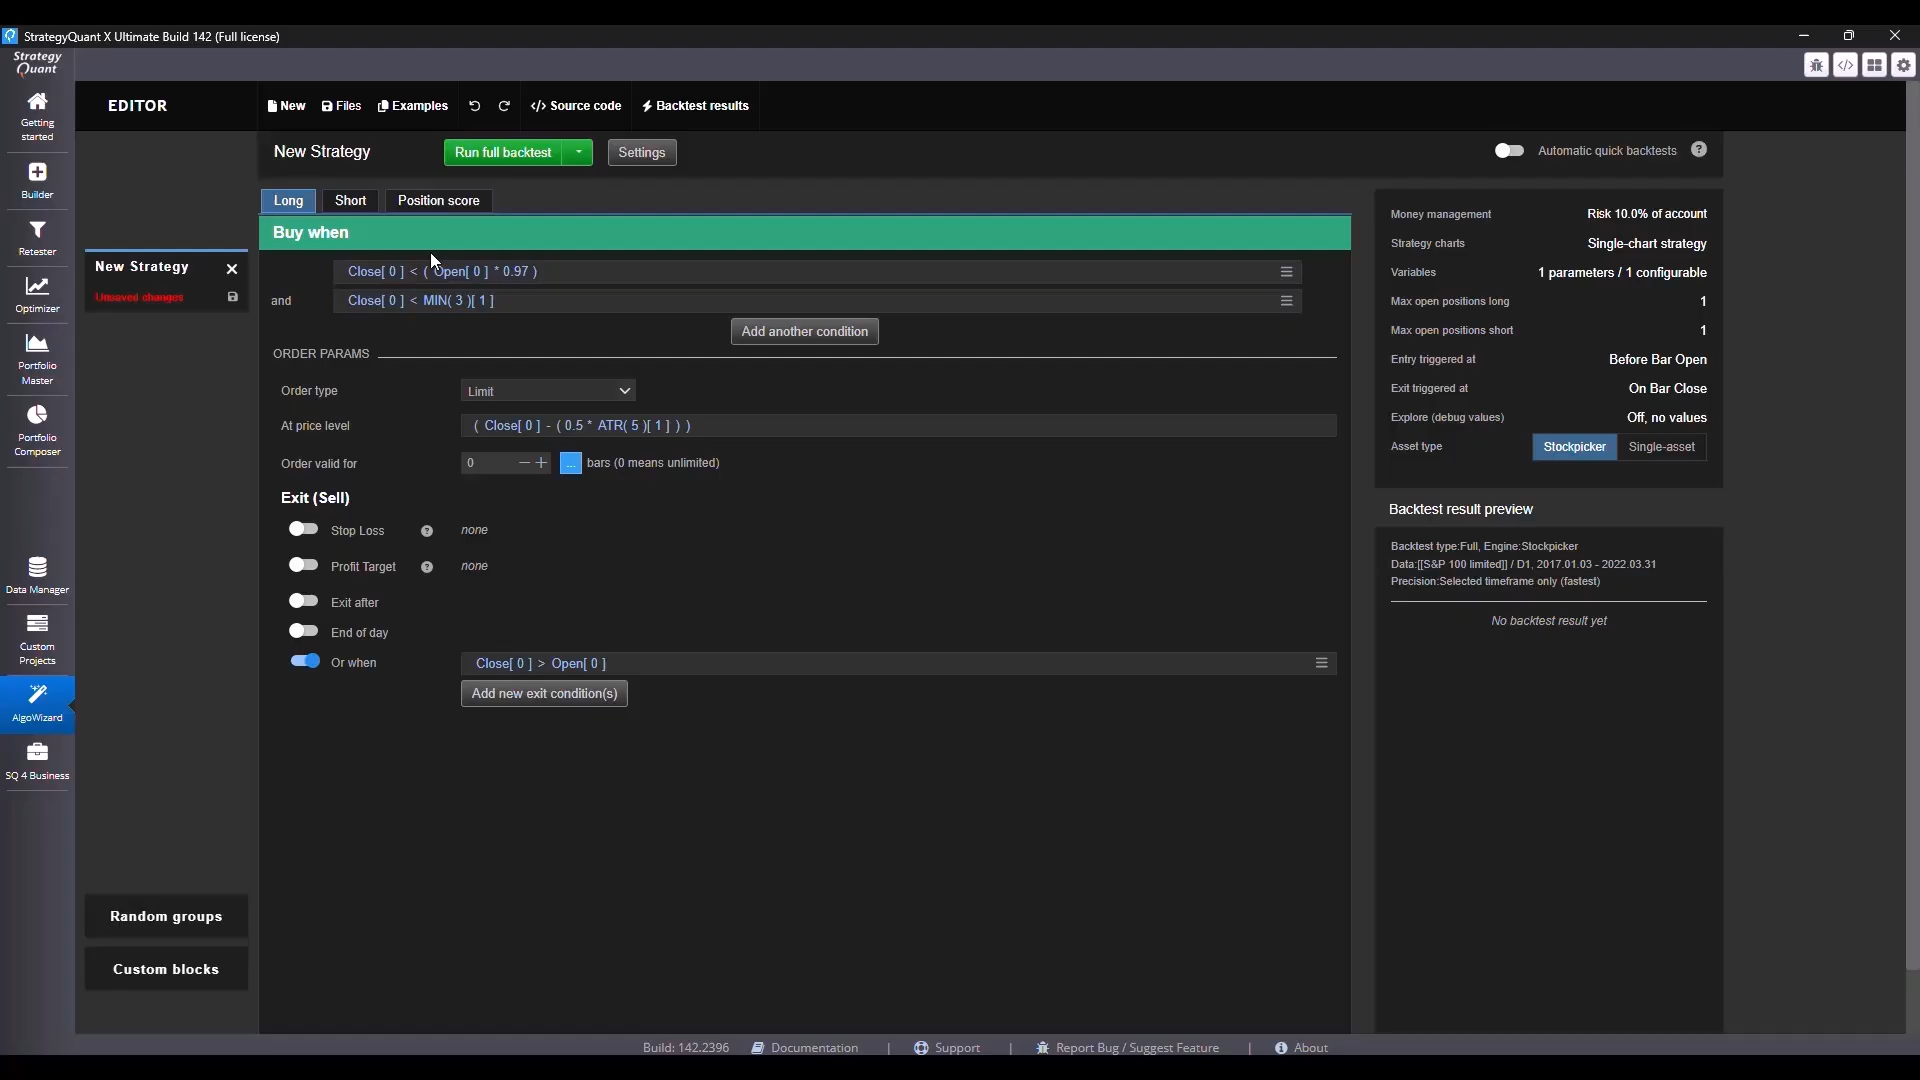 StrategyQuant X Ultimate Build 142 (Full license)
Strategy
Quant
Getting
started
Builder
Retester
Optimizer
Portfolio
Master
Portfolio
Composer
Data Manager
Custom
Projects
AlgoWizard
SQ 4 Business
EDITOR
New
Files
Examples
</> Source code
Backtest results
New Strategy
Run full backtest
Settings
Automatic quick backtests
?
New Strategy
Unsaved changes
Random groups
Custom blocks
Long
Short
Position score
Buy when
Close[ 0 ] < ( Open[ 0 ] * 0.97 )
and
Close[ 0 ] < MIN( 3 )[ 1 ]
Add another condition
ORDER PARAMS
Order type
Limit
At price level
( Close[ 0 ] - ( 0.5 * ATR( 5 )[ 1 ] ) )
Order valid for
0
...
bars (0 means unlimited)
Exit (Sell)
Stop Loss
?
none
Profit Target
?
none
Exit after
End of day
Or when
Close[ 0 ] > Open[ 0 ]
Add new exit condition(s)
Money management
Risk 10.0% of account
Strategy charts
Single-chart strategy
Variables
1 parameters / 1 configurable
Max open positions long
1
Max open positions short
1
Entry triggered at
Before Bar Open
Exit triggered at
On Bar Close
Explore (debug values)
Off, no values
Asset type
Stockpicker
Single-asset
Backtest result preview
Backtest type:Full, Engine:Stockpicker
Data:[[S&P 100 limited]] / D1, 2017.01.03 - 2022.03.31
Precision:Selected timeframe only (fastest)
No backtest result yet
Build: 142.2396
Documentation
|
Support
|
Report Bug / Suggest Feature
|
About